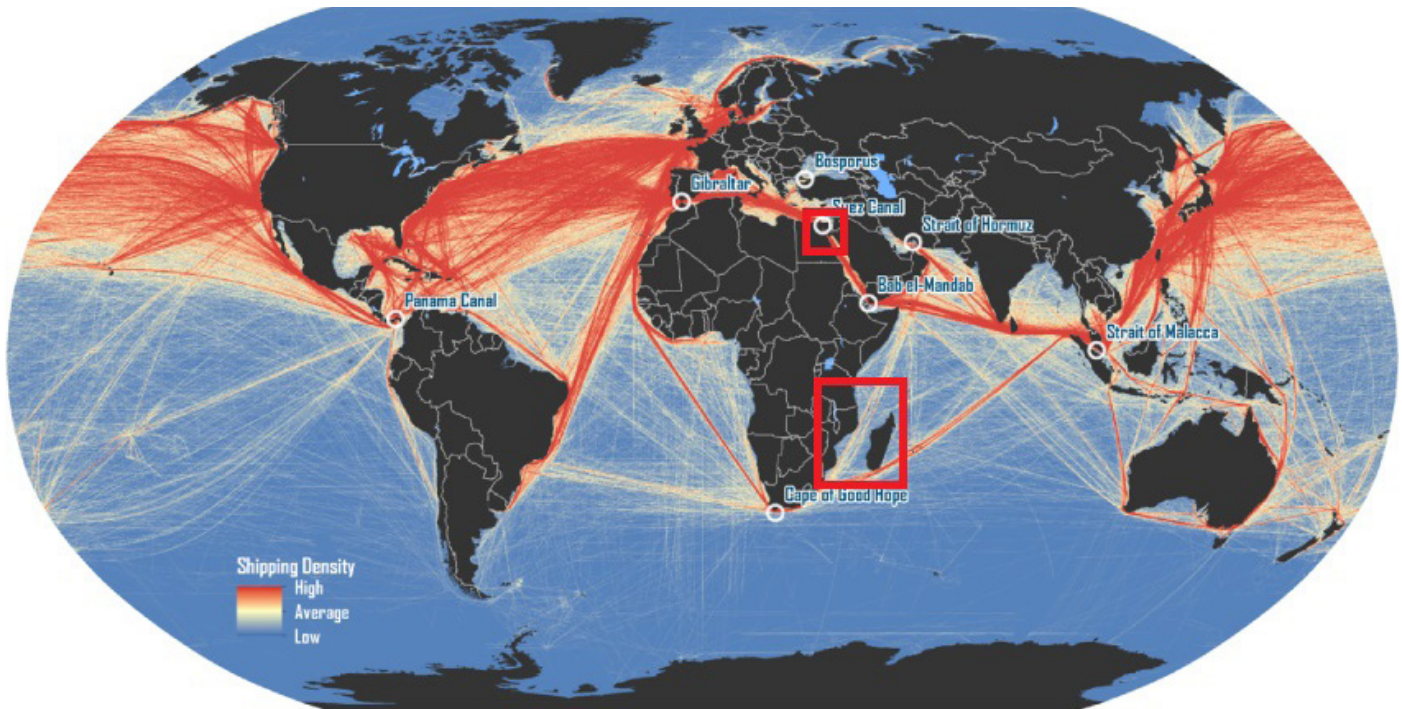 Bosporus
Gibraltar
Suez Canal
Strait of Hormuz
Bab el-Mandab
Panama Canal
Strait of Malacca
Cape of Good Hope
Shipping Density
High
Average
Low